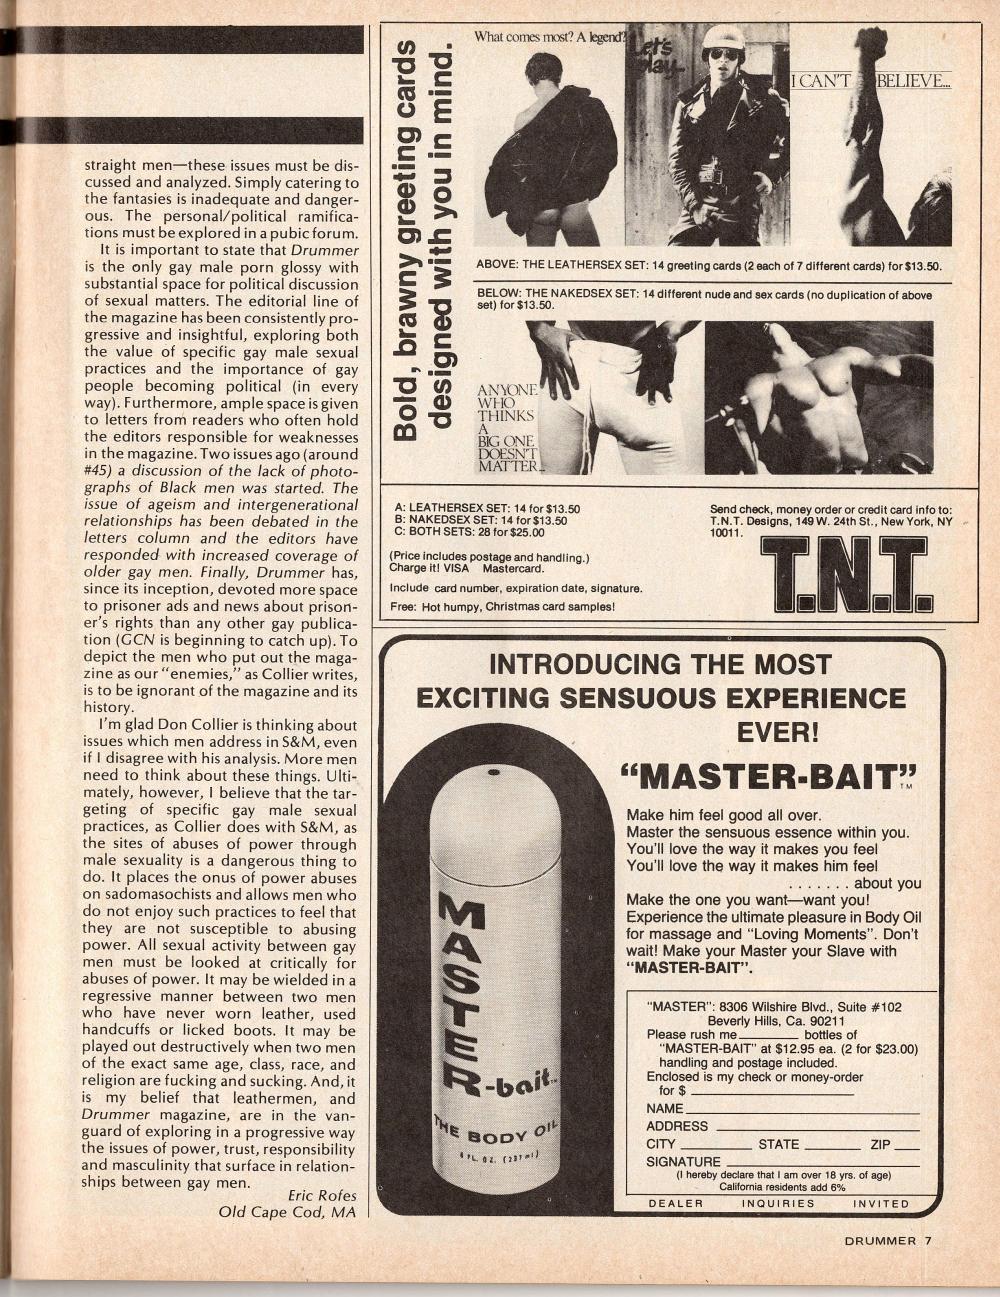 straight men—these issues must be dis-
cussed and analyzed. Simply catering to
the fantasies is inadequate and danger-
ous. The personal/political ramifica-
tions must be explored in a pubic forum.
It is important to state that Drummer
is the only gay male porn glossy with
substantial space for political discussion
of sexual matters. The editorial line of
the magazine has been consistently pro-
gressive and insightful, exploring both
the value of specific gay male sexual
practices and the importance of gay
people becoming political (in every
way). Furthermore, ample space is given
to letters from readers who often hold
the editors responsible for weaknesses
in the magazine. Two issues ago (around
#45) a discussion of the lack of photo-
graphs of Black men was started. The
issue of ageism and intergenerational
relationships has been debated in the
letters column and the editors have
responded with increased coverage of
older gay men. Finally, Drummer has,
since its inception, devoted more space
to prisoner ads and news about prison-
er's rights than any other gay publica-
tion (GCN is beginning to catch up). To
depict the men who put out the maga-
zine as our "enemies," as Collier writes,
is to be ignorant of the magazine and its
history.
I'm glad Don Collier is thinking about
issues which men address in S&M, even
if I disagree with his analysis. More men
need to think about these things. Ulti-
mately, however, I believe that the tar-
geting of specific gay male sexual
practices, as Collier does with S&M, as
the sites of abuses of power through
male sexuality is a dangerous thing to
do. It places the onus of power abuses
on sadomasochists and allows men who
do not enjoy such practices to feel that
they are not susceptible to abusing
power. All sexual activity between gay
men must be looked at critically for
abuses of power. It may be wielded in a
regressive manner between two men
who have never worn leather, used
handcuffs or licked boots. It may be
played out destructively when two men
of the exact same age, class, race, and
religion are fucking and sucking. And, it
is my belief that leathermen, and
Drummer magazine, are in the van-
guard of exploring in a progressive way
the issues of power, trust, responsibility
and masculinity that surface in relation-
ships between gay men.
Eric Rofes
Old Cape Cod, MA
Bold, brawny greeting cards
designed with you in mind.
What comes most? A legend?
Let's
play...
I CAN'T BELIEVE...
ABOVE: THE LEATHERSEX SET: 14 greeting cards (2 each of 7 different cards) for $13.50.
BELOW: THE NAKEDSEX SET: 14 different nude and sex cards (no duplication of above
set) for $13.50.
ANYONE
WHO
THINKS
A
BIG ONE
DOESN'T
MATTER...
A: LEATHERSEX SET: 14 for $13.50
B: NAKEDSEX SET: 14 for $13.50
C: BOTH SETS: 28 for $25.00
(Price includes postage and handling.)
Charge it! VISA Mastercard.
Include card number, expiration date, signature.
Free: Hot humpy, Christmas card samples!
Send check, money order or credit card info to:
T.N.T. Designs, 149 W. 24th St., New York, NY
10011.
T.N.T.
INTRODUCING THE MOST
EXCITING SENSUOUS EXPERIENCE
EVER!
"MASTER-BAIT"
TM
Make him feel good all over.
Master the sensuous essence within you.
You'll love the way it makes you feel
You'll love the way it makes him feel
. . . . . . . about you
Make the one you want—want you!
Experience the ultimate pleasure in Body Oil
for massage and "Loving Moments". Don't
wait! Make your Master your Slave with
"MASTER-BAIT".
MASTER-bait
THE BODY OIL
8 FL. OZ. (237 ml)
"MASTER": 8306 Wilshire Blvd., Suite #102
Beverly Hills, Ca. 90211
Please rush me ________ bottles of
"MASTER-BAIT" at $12.95 ea. (2 for $23.00)
handling and postage included.
Enclosed is my check or money-order
for $ ________
NAME ________
ADDRESS ________
CITY ________ STATE ________ ZIP ____
SIGNATURE ________
(I hereby declare that I am over 18 yrs. of age)
California residents add 6%
DEALER INQUIRIES INVITED
DRUMMER 7